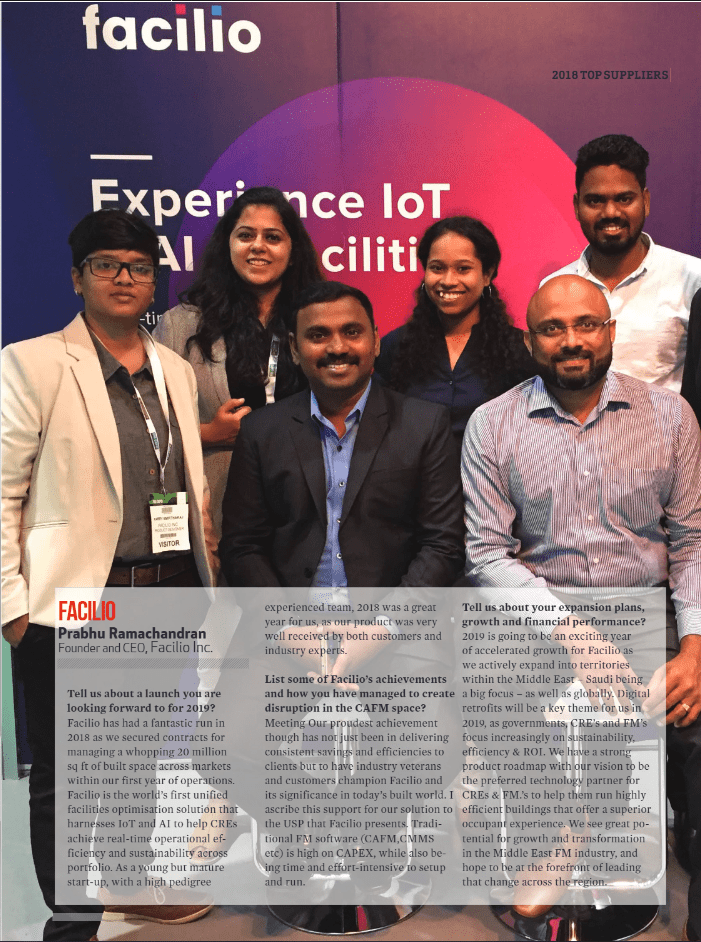 facilio
2018 TOP SUPPLIERS
Experience IoT
AI
FACILIO
Prabhu Ramachandran
Founder and CEO, Facilio Inc.
Tell us about a launch you are
looking forward to for 2019?
Facilio has had a fantastic run in
2018 as we secured contracts for
managing a whopping 20 million
sq ft of built space across markets
within our first year of operations.
Facilio is the world's first unified
facilities optimisation solution that
harnesses IoT and AI to help CREs
achieve real-time operational ef-
ficiency and sustainability across
portfolio. As a young but mature
start-up, with a high pedigree
experienced team, 2018 was a great
year for us, as our product was very
well received by both customers and
industry experts.
List some of Facilio's achievements
and how you have managed to create
disruption in the CAFM space?
Meeting Our proudest achievement
though has not just been in delivering
consistent savings and efficiencies to
clients but to have industry veterans
and customers champion Facilio and
its significance in today's built world. I
ascribe this support for our solution to
the USP that Facilio presents. Tradi-
tional FM software (CAFM,CMMS
etc) is high on CAPEX, while also be-
ing time and effort-intensive to setup
and run.
Tell us about your expansion plans,
growth and financial performance?
2019 is going to be an exciting year
of accelerated growth for Facilio as
we actively expand into territories
within the Middle East – Saudi being
a big focus – as well as globally. Digital
retrofits will be a key theme for us in
2019, as governments, CRE's and FM's
focus increasingly on sustainability,
efficiency & ROI. We have a strong
product roadmap with our vision to be
the preferred technology partner for
CREs & FM.'s to help them run highly
efficient buildings that offer a superior
occupant experience. We see great po-
tential for growth and transformation
in the Middle East FM industry, and
hope to be at the forefront of leading
that change across the region.
VISITOR